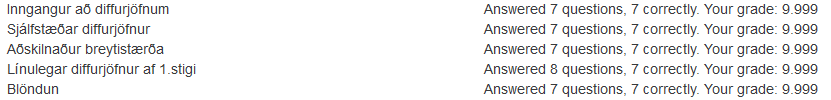 Inngangur að diffurjöfnum Answered 7 questions, 7 correctly. Your grade: 9.999
Sjálfstæðar diffurjöfnur Answered 7 questions, 7 correctly. Your grade: 9.999
Aðskilnaður breytistærða Answered 7 questions, 7 correctly. Your grade: 9.999
Línulegar diffurjöfnur af 1.stigi Answered 8 questions, 7 correctly. Your grade: 9.999
Blöndun Answered 7 questions, 7 correctly. Your grade: 9.999